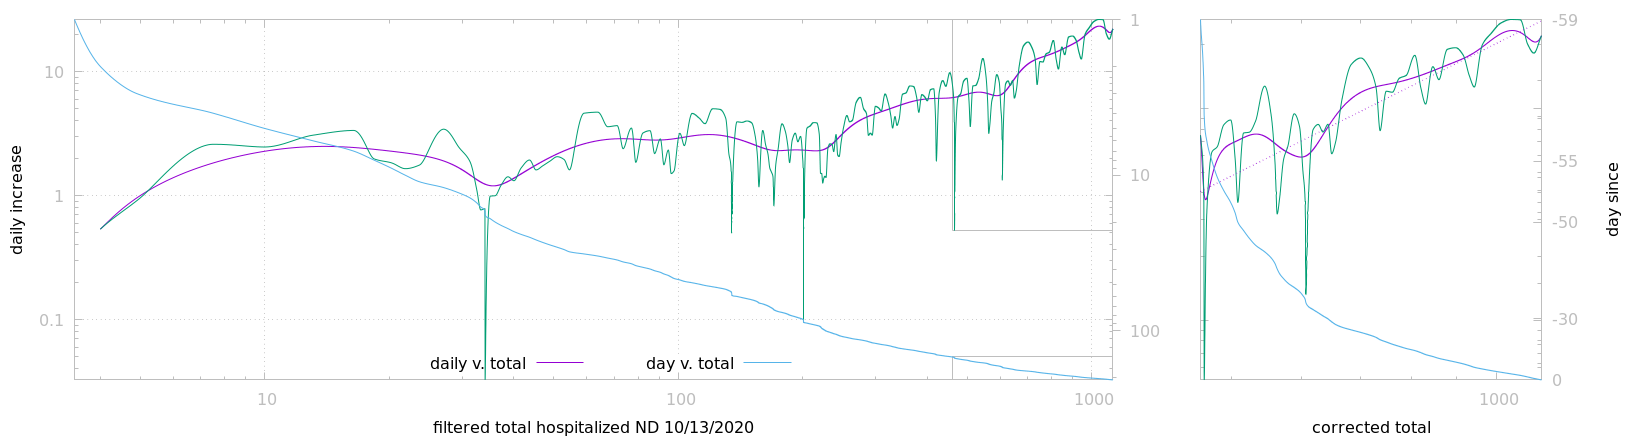 daily increase
10
1
0.1
1
10
100
daily v. total
day v. total
10
100
1000
filtered total hospitalized ND 10/13/2020
-59
-55
-50
-30
0
day since
1000
corrected total